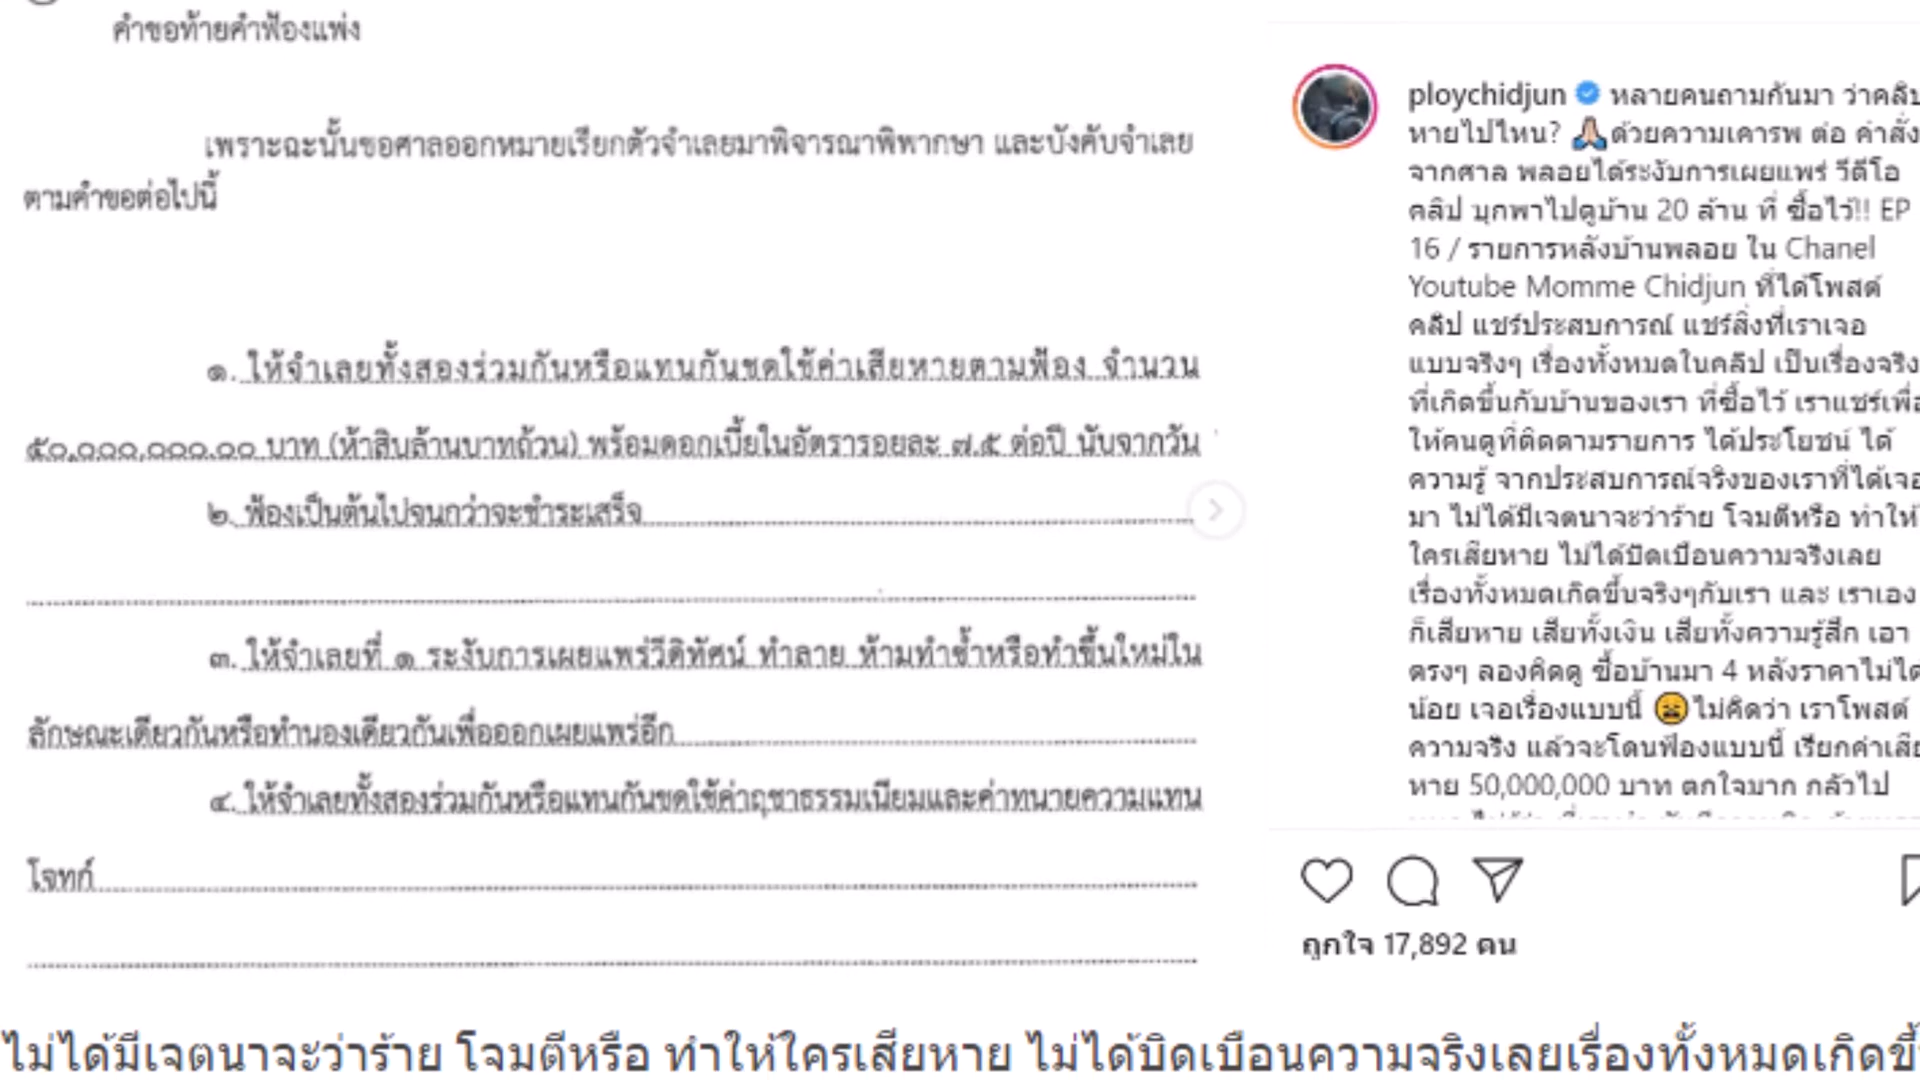 คำขอท้ายคำฟ้องแพ่ง
เพราะฉะนั้นขอศาลออกหมายเรียกตัวจำเลยมาพิจารณาพิพากษา และบังคับจำเลย
ตามคำขอต่อไปนี้
๑. ให้จำเลยทั้งสองร่วมกันหรือแทนกันชดใช้ค่าเสียหายตามฟ้อง จำนวน
๕๐,๐๐๐,๐๐๐.๐๐ บาท (ห้าสิบล้านบาทถ้วน) พร้อมดอกเบี้ยในอัตราร้อยละ ๗.๕ ต่อปี นับจากวัน
๒. ฟ้องเป็นต้นไปจนกว่าจะชำระเสร็จ
๓. ให้จำเลยที่ ๑ ระงับการเผยแพร่วีดิทัศน์ ทำลาย ห้ามทำซ้ำหรือทำขึ้นใหม่ใน
ลักษณะเดียวกันหรือทำนองเดียวกันเพื่อออกเผยแพร่อีก
๔. ให้จำเลยทั้งสองร่วมกันหรือแทนกันชดใช้ค่าฤชาธรรมเนียมและค่าทนายความแทน
โจทก์
ploychidjun หลายคนถามกันมา ว่าคลิป
หายไปไหน? 🙏🏻ด้วยความเคารพ ต่อ คำสั่ง
จากศาล พลอยได้ระงับการเผยแพร่ วีดีโอ
คลิป บุกพาไปดูบ้าน 20 ล้าน ที่ ซื้อไว้!! EP
16 / รายการหลังบ้านพลอย ใน Chanel
Youtube Momme Chidjun ที่ได้โพสต์
คลิป แชร์ประสบการณ์ แชร์สิ่งที่เราเจอ
แบบจริงๆ เรื่องทั้งหมดในคลิป เป็นเรื่องจริง
ที่เกิดขึ้นกับบ้านของเรา ที่ซื้อไว้ เราแชร์เพื่อ
ให้คนดูที่ติดตามรายการ ได้ประโยชน์ ได้
ความรู้ จากประสบการณ์จริงของเราที่ได้เจอ
มา ไม่ได้มีเจตนาจะว่าร้าย โจมตีหรือ ทำให้
ใครเสียหาย ไม่ได้บิดเบือนความจริงเลย
เรื่องทั้งหมดเกิดขึ้นจริงๆกับเรา และ เราเอง
ก็เสียหาย เสียทั้งเงิน เสียทั้งความรู้สึก เอา
ตรงๆ ลองคิดดู ซื้อบ้านมา 4 หลังราคาไม่ได้
น้อย เจอเรื่องแบบนี้ 😫ไม่คิดว่า เราโพสต์
ความจริง แล้วจะโดนฟ้องแบบนี้ เรียกค่าเสีย
หาย 50,000,000 บาท ตกใจมาก กลัวไป
ถูกใจ 17,892 คน
ไม่ได้มีเจตนาจะว่าร้าย โจมตีหรือ ทำให้ใครเสียหาย ไม่ได้บิดเบือนความจริงเลยเรื่องทั้งหมดเกิดขึ้น